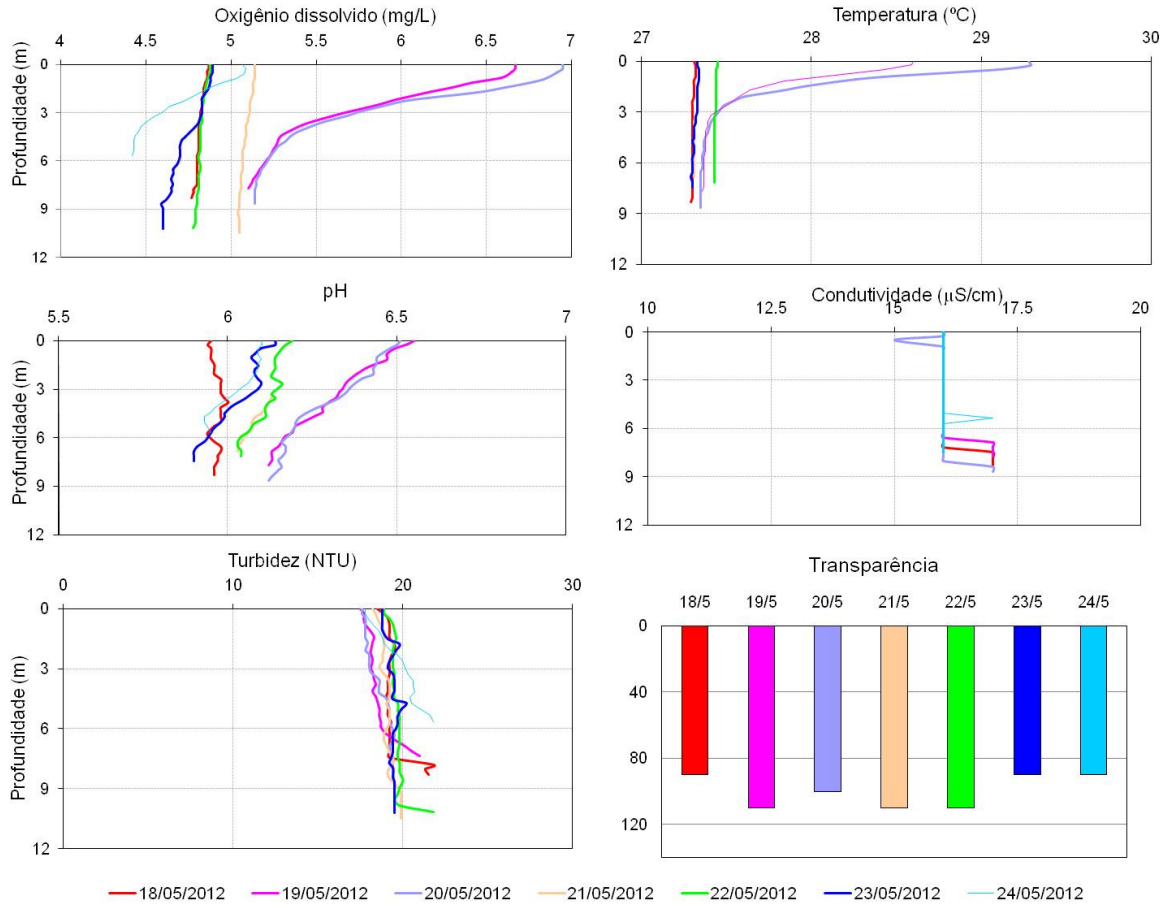 Oxigênio dissolvido (mg/L)
4 4.5 5 5.5 6 6.5 7
Profundidade (m)
0
3
6
9
12
Temperatura (ºC)
27 28 29 30
0
3
6
9
12
pH
5.5 6 6.5 7
Profundidade (m)
0
3
6
9
12
Condutividade (µS/cm)
10 12.5 15 17.5 20
0
3
6
9
12
Turbidez (NTU)
0 10 20 30
Profundidade (m)
0
3
6
9
12
Transparência
18/5 19/5 20/5 21/5 22/5 23/5 24/5
0
40
80
120
18/05/2012 19/05/2012 20/05/2012 21/05/2012 22/05/2012 23/05/2012 24/05/2012